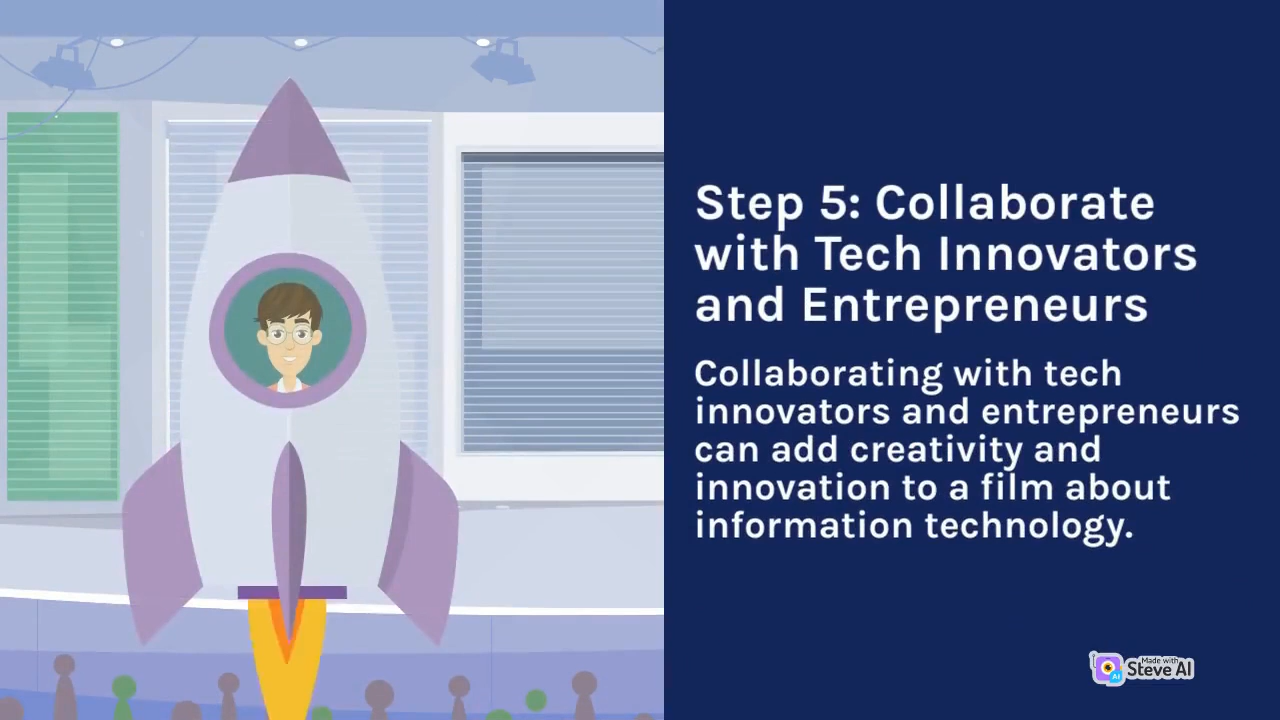 Step 5: Collaborate
with Tech Innovators
and Entrepreneurs
Collaborating with tech
innovators and entrepreneurs
can add creativity and
innovation to a film about
information technology.
Made with
AI
Steve AI